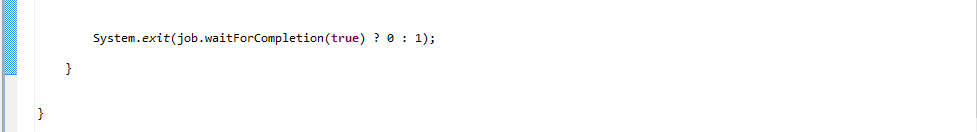 System.exit(job.waitForCompletion(true) ? 0 : 1);
}
}